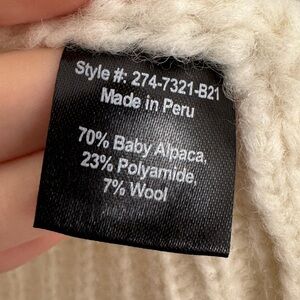 Style #: 274-7321-B21
Made in Peru
70% Baby Alpaca,
23% Polyamide,
7% Wool